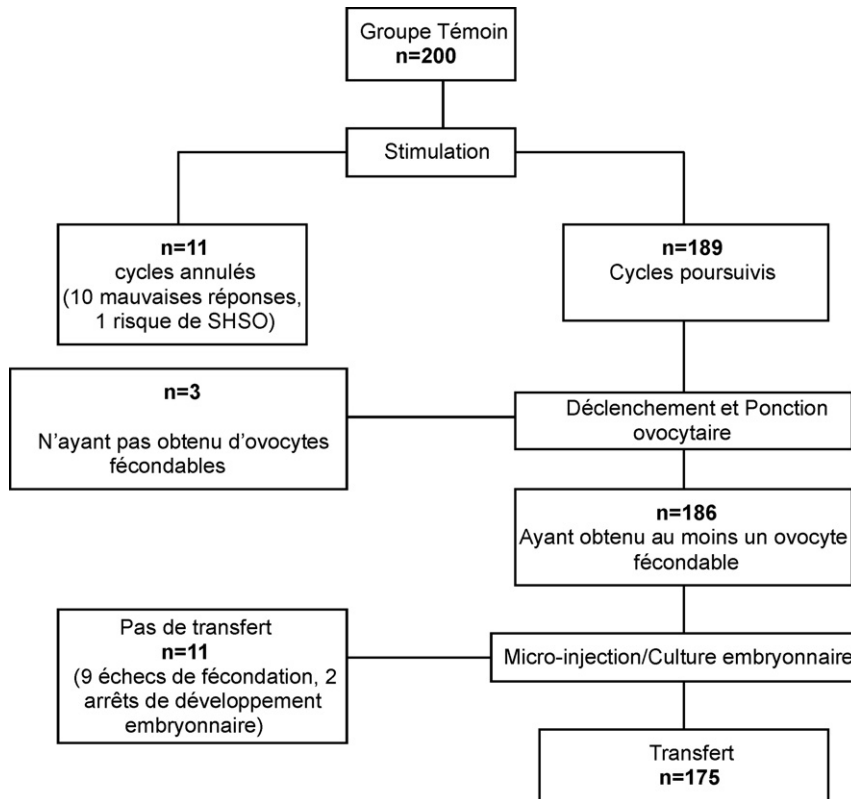 Groupe Témoin
n=200
Stimulation
n=11
cycles annulés
(10 mauvaises réponses,
1 risque de SHSO)
n=189
Cycles poursuivis
n=3
N'ayant pas obtenu d'ovocytes
fécondables
Déclenchement et Ponction
ovocytaire
n=186
Ayant obtenu au moins un ovocyte
fécondable
Pas de transfert
n=11
(9 échecs de fécondation, 2
arrêts de développement
embryonnaire)
Micro-injection/Culture embryonnaire
Transfert
n=175